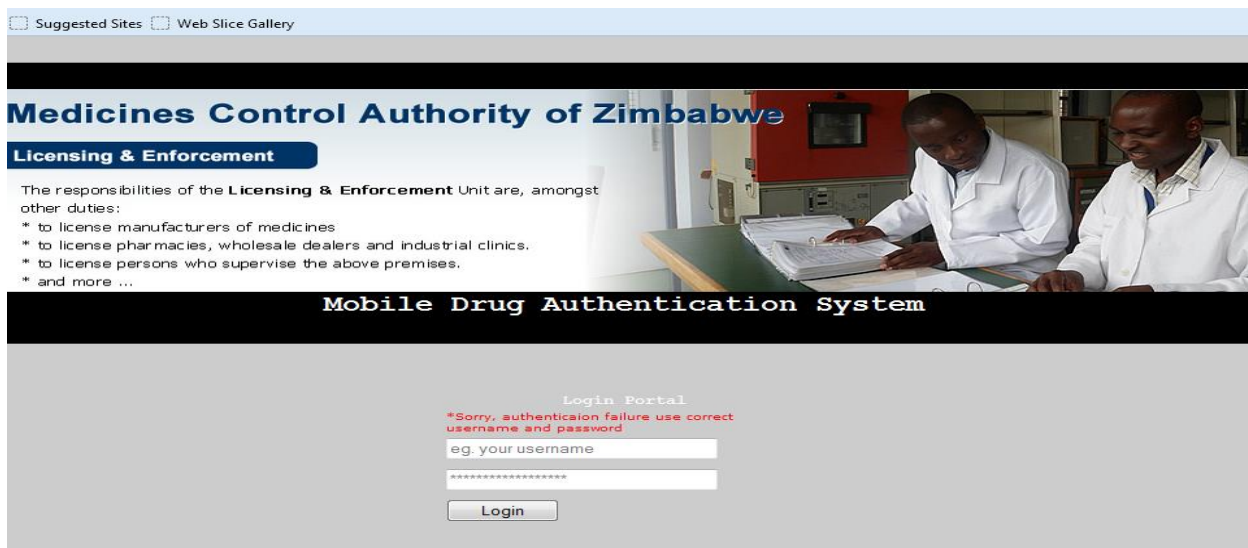 Suggested Sites Web Slice Gallery
Medicines Control Authority of Zimbabwe
Licensing & Enforcement
The responsibilities of the Licensing & Enforcement Unit are, amongst
other duties:
* to license manufacturers of medicines
* to license pharmacies, wholesale dealers and industrial clinics.
* to license persons who supervise the above premises.
* and more ...
Mobile Drug Authentication System
Login Portal
*Sorry, authenticaion failure use correct
username and password
eg. your username
******************
Login